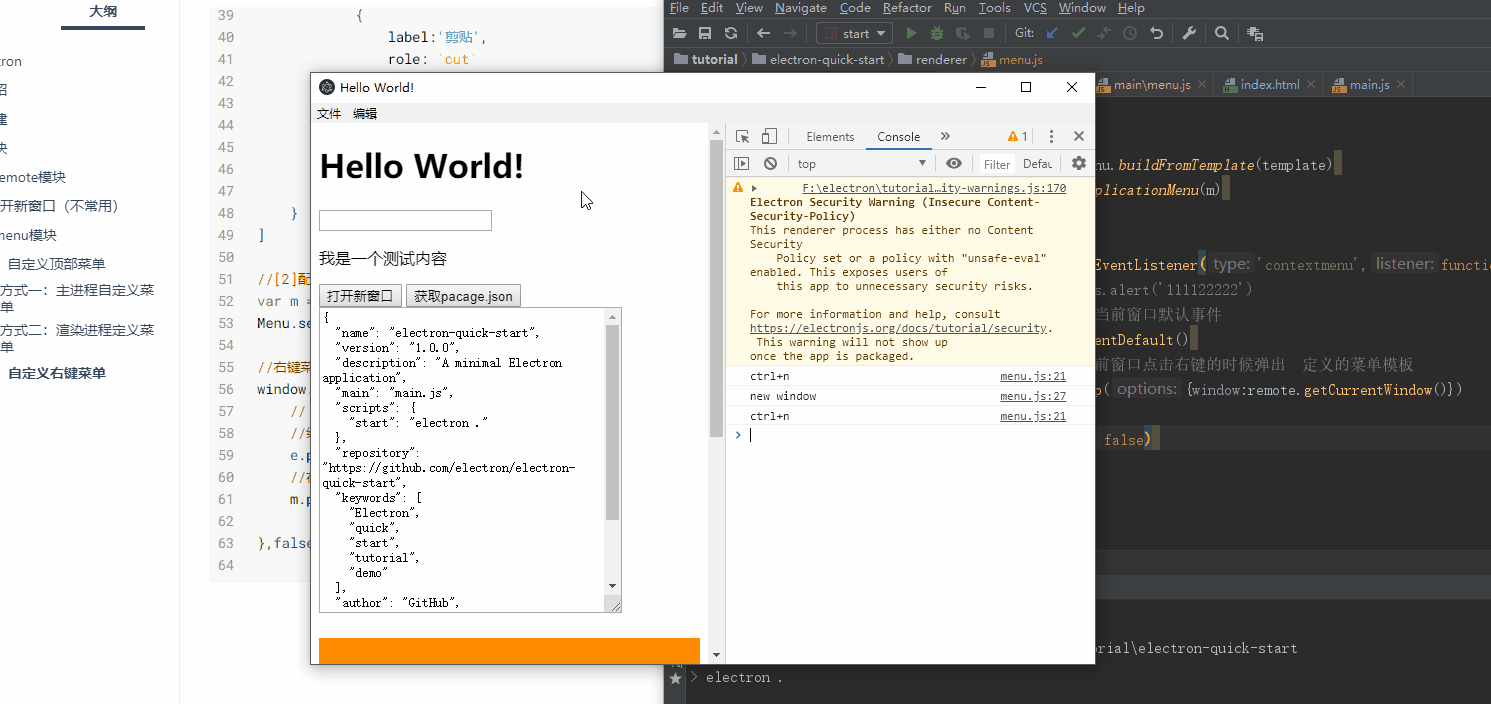 大纲
tron
绍
建
块
remote模块
打开新窗口（不常用）
menu模块
自定义顶部菜单
方式一：主进程自定义菜
单
方式二：渲染进程定义菜
单
自定义右键菜单
39 {
40 label:'剪贴',
41 role: `cut`
42
43
44
45
46
47
48 }
49 ]
50
51 //[2]配
52 var m =
53 Menu.se
54
55 //右键菜
56 window.
57 //
58 //
59 e.p
60 //在
61 m.p
62
63 },false
64
Hello World!
文件 编辑
Hello World!
我是一个测试内容
打开新窗口 获取pacage.json
{
"name": "electron-quick-start",
"version": "1.0.0",
"description": "A minimal Electron
application",
"main": "main.js",
"scripts": {
"start": "electron ."
},
"repository":
"https://github.com/electron/electron-
quick-start",
"keywords": [
"Electron",
"quick",
"start",
"tutorial",
"demo"
],
"author": "GitHub",
Elements Console » 1
top Filter Defau
F:\electron\tutorial…ity-warnings.js:170
Electron Security Warning (Insecure Content-
Security-Policy)
This renderer process has either no Content
Security
Policy set or a policy with "unsafe-eval"
enabled. This exposes users of
this app to unnecessary security risks.
For more information and help, consult
https://electronjs.org/docs/tutorial/security.
This warning will not show up
once the app is packaged.
ctrl+n menu.js:21
new window menu.js:27
ctrl+n menu.js:21
>
File Edit View Navigate Code Refactor Run Tools VCS Window Help
start Git:
tutorial electron-quick-start renderer menu.js
main\menu.js index.html main.js
nu.buildFromTemplate(template)
plicationMenu(m)
EventListener( type: 'contextmenu', listener: functio
s.alert('111122222')
当前窗口默认事件
entDefault()
前窗口点击右键的时候弹出 定义的菜单模板
p( options: {window:remote.getCurrentWindow()})
false)
orial\electron-quick-start
> electron .